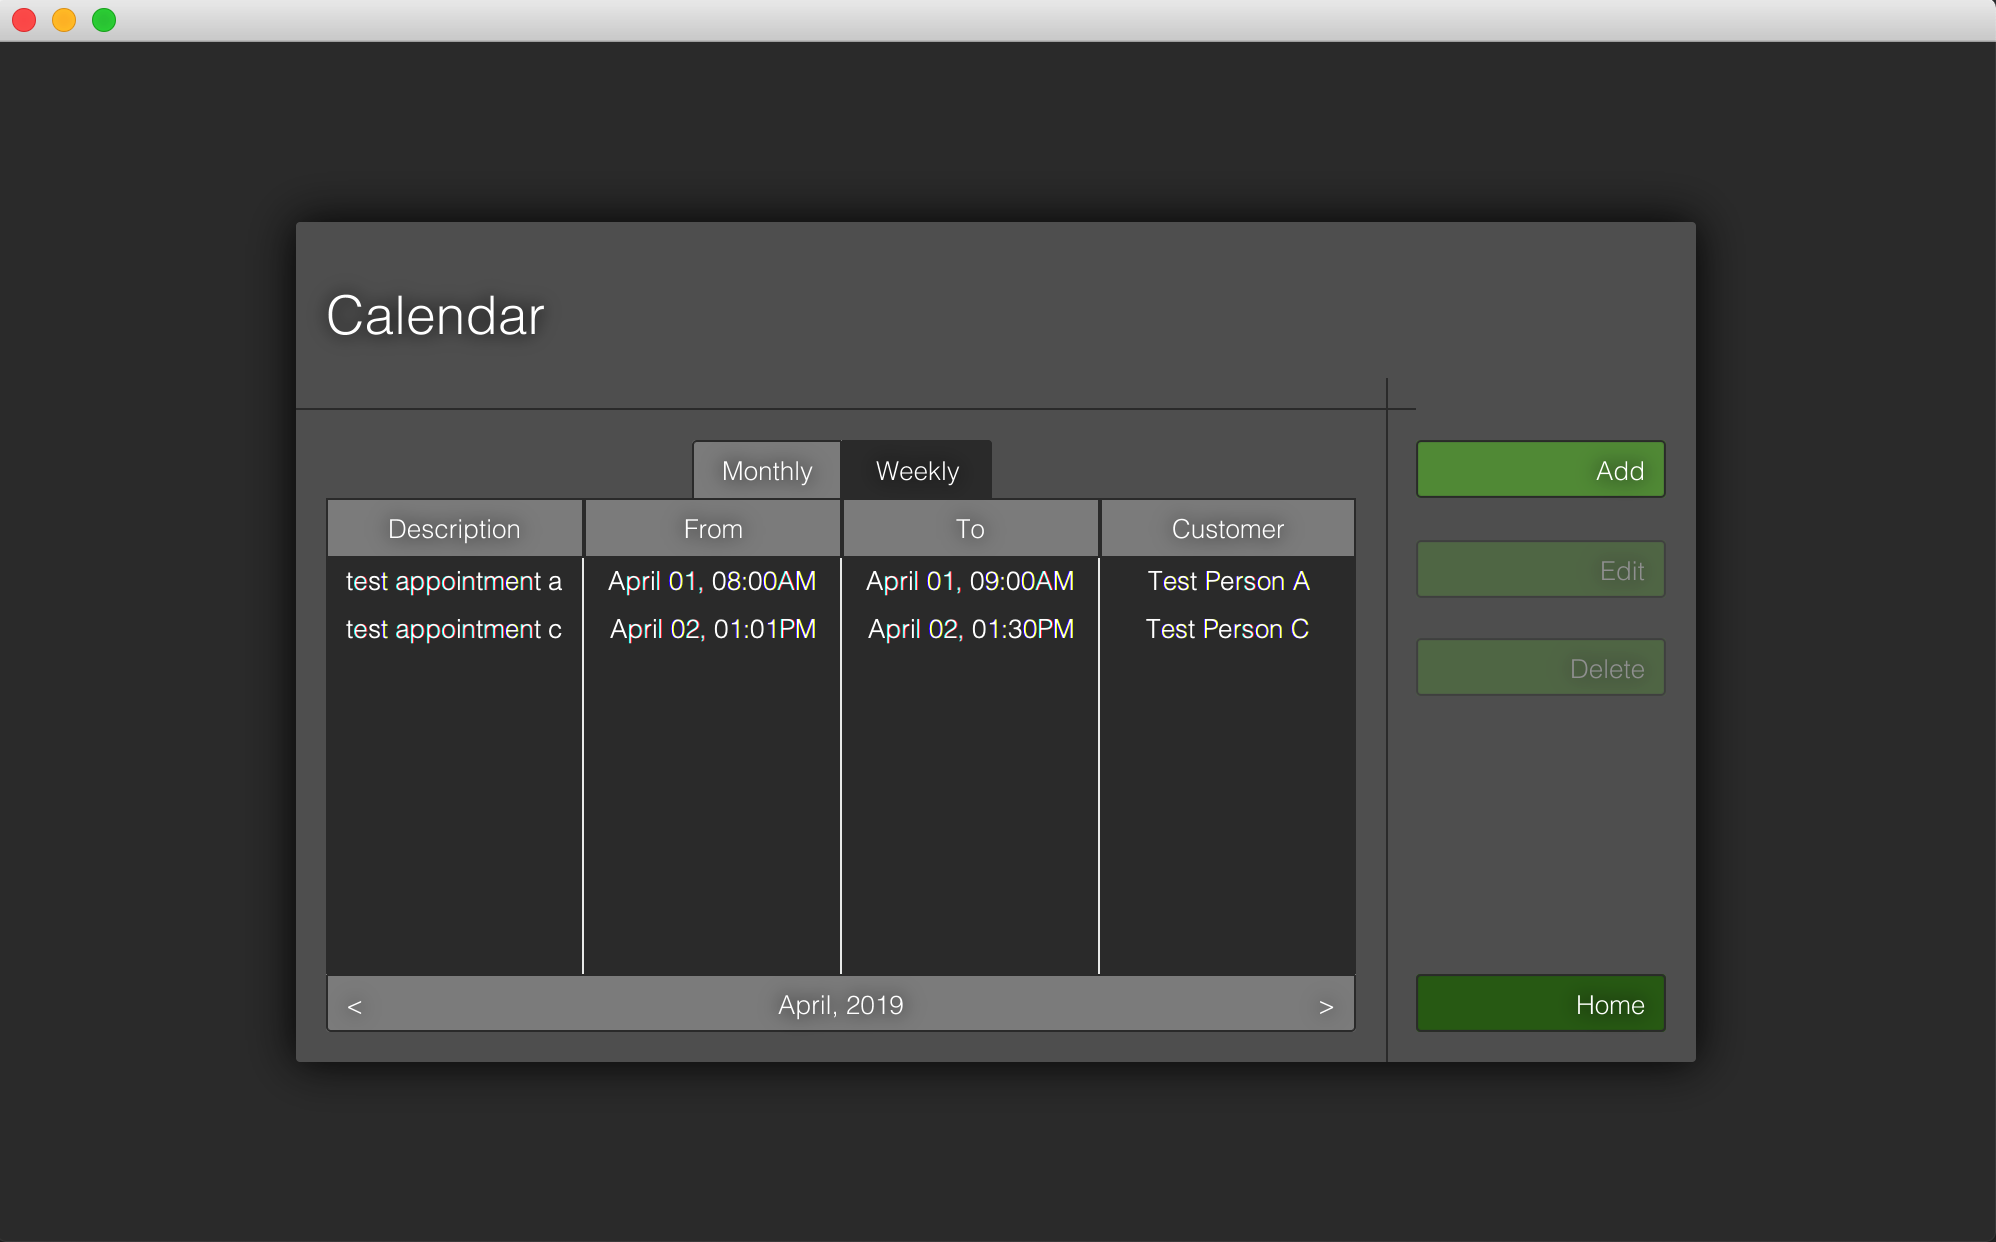 Calendar
Monthly Weekly
Description From To Customer
test appointment a April 01, 08:00AM April 01, 09:00AM Test Person A
test appointment c April 02, 01:01PM April 02, 01:30PM Test Person C
< April, 2019 >
Add
Edit
Delete
Home